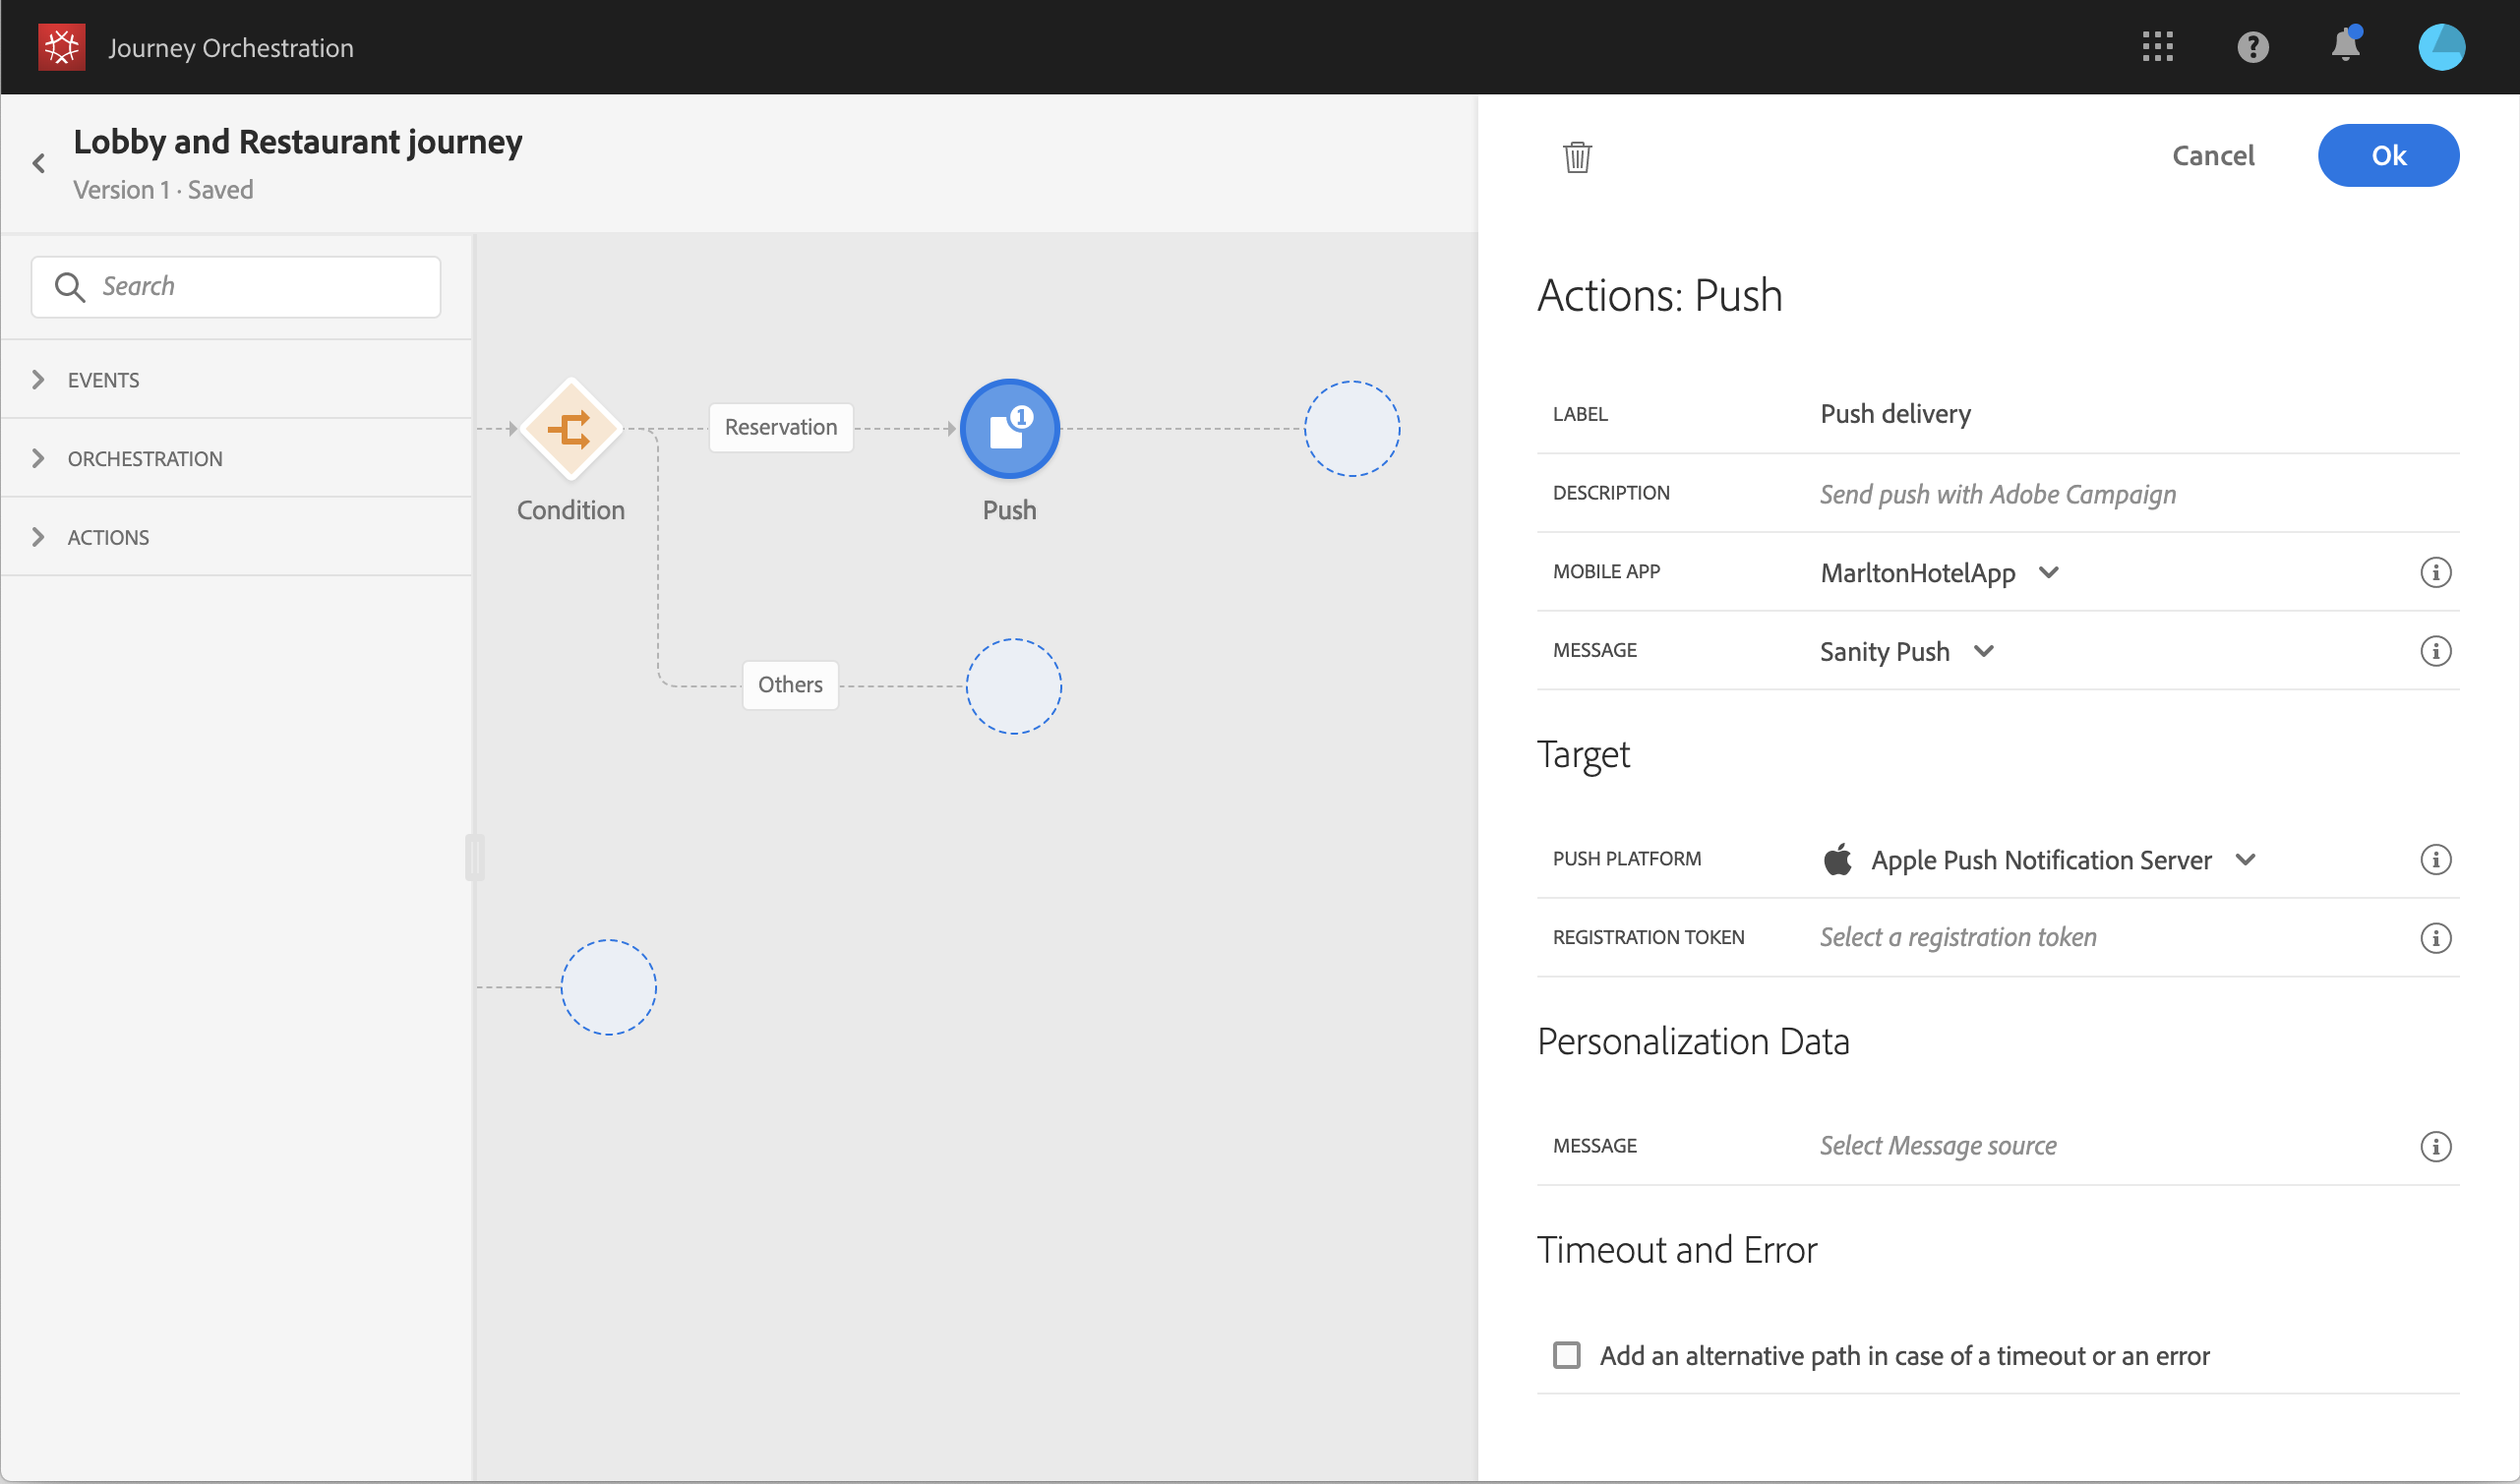 Journey Orchestration
Lobby and Restaurant journey
Version 1 · Saved
Search
EVENTS
ORCHESTRATION
ACTIONS
Reservation
1
Condition
Push
Others
Cancel
Ok
Actions: Push
LABEL Push delivery
DESCRIPTION Send push with Adobe Campaign
MOBILE APP MarltonHotelApp
MESSAGE Sanity Push
Target
PUSH PLATFORM Apple Push Notification Server
REGISTRATION TOKEN Select a registration token
Personalization Data
MESSAGE Select Message source
Timeout and Error
Add an alternative path in case of a timeout or an error